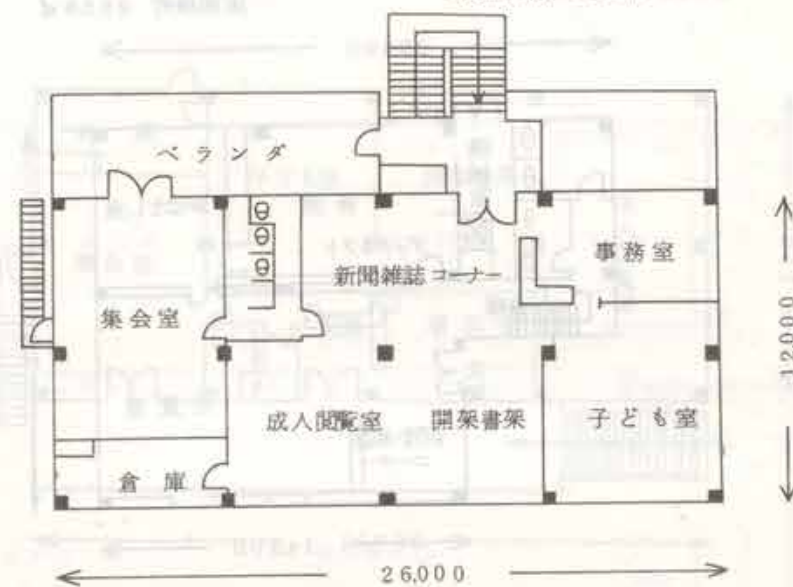 ベランダ
事務室
新聞雑誌コーナー
集会室
12000
成人閲覧室
開架書架
子ども室
倉庫
26,000